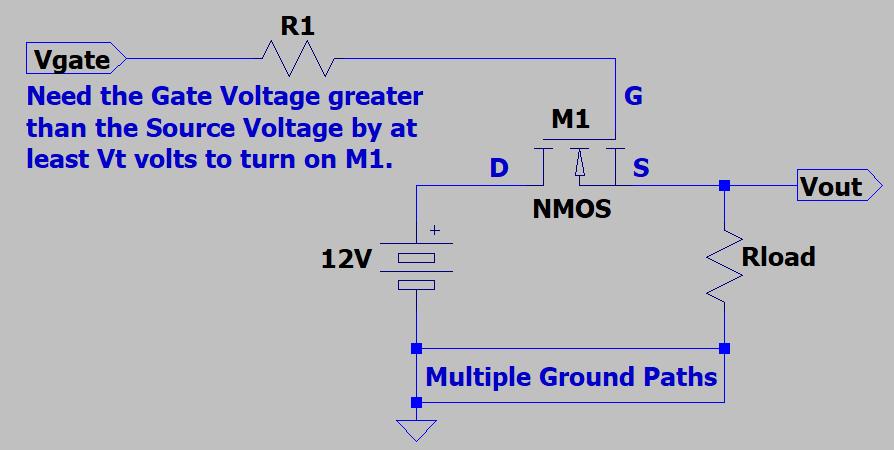 R1
Vgate
Need the Gate Voltage greater
than the Source Voltage by at
least Vt volts to turn on M1.
G
M1
D
S
Vout
NMOS
+
12V
Rload
Multiple Ground Paths